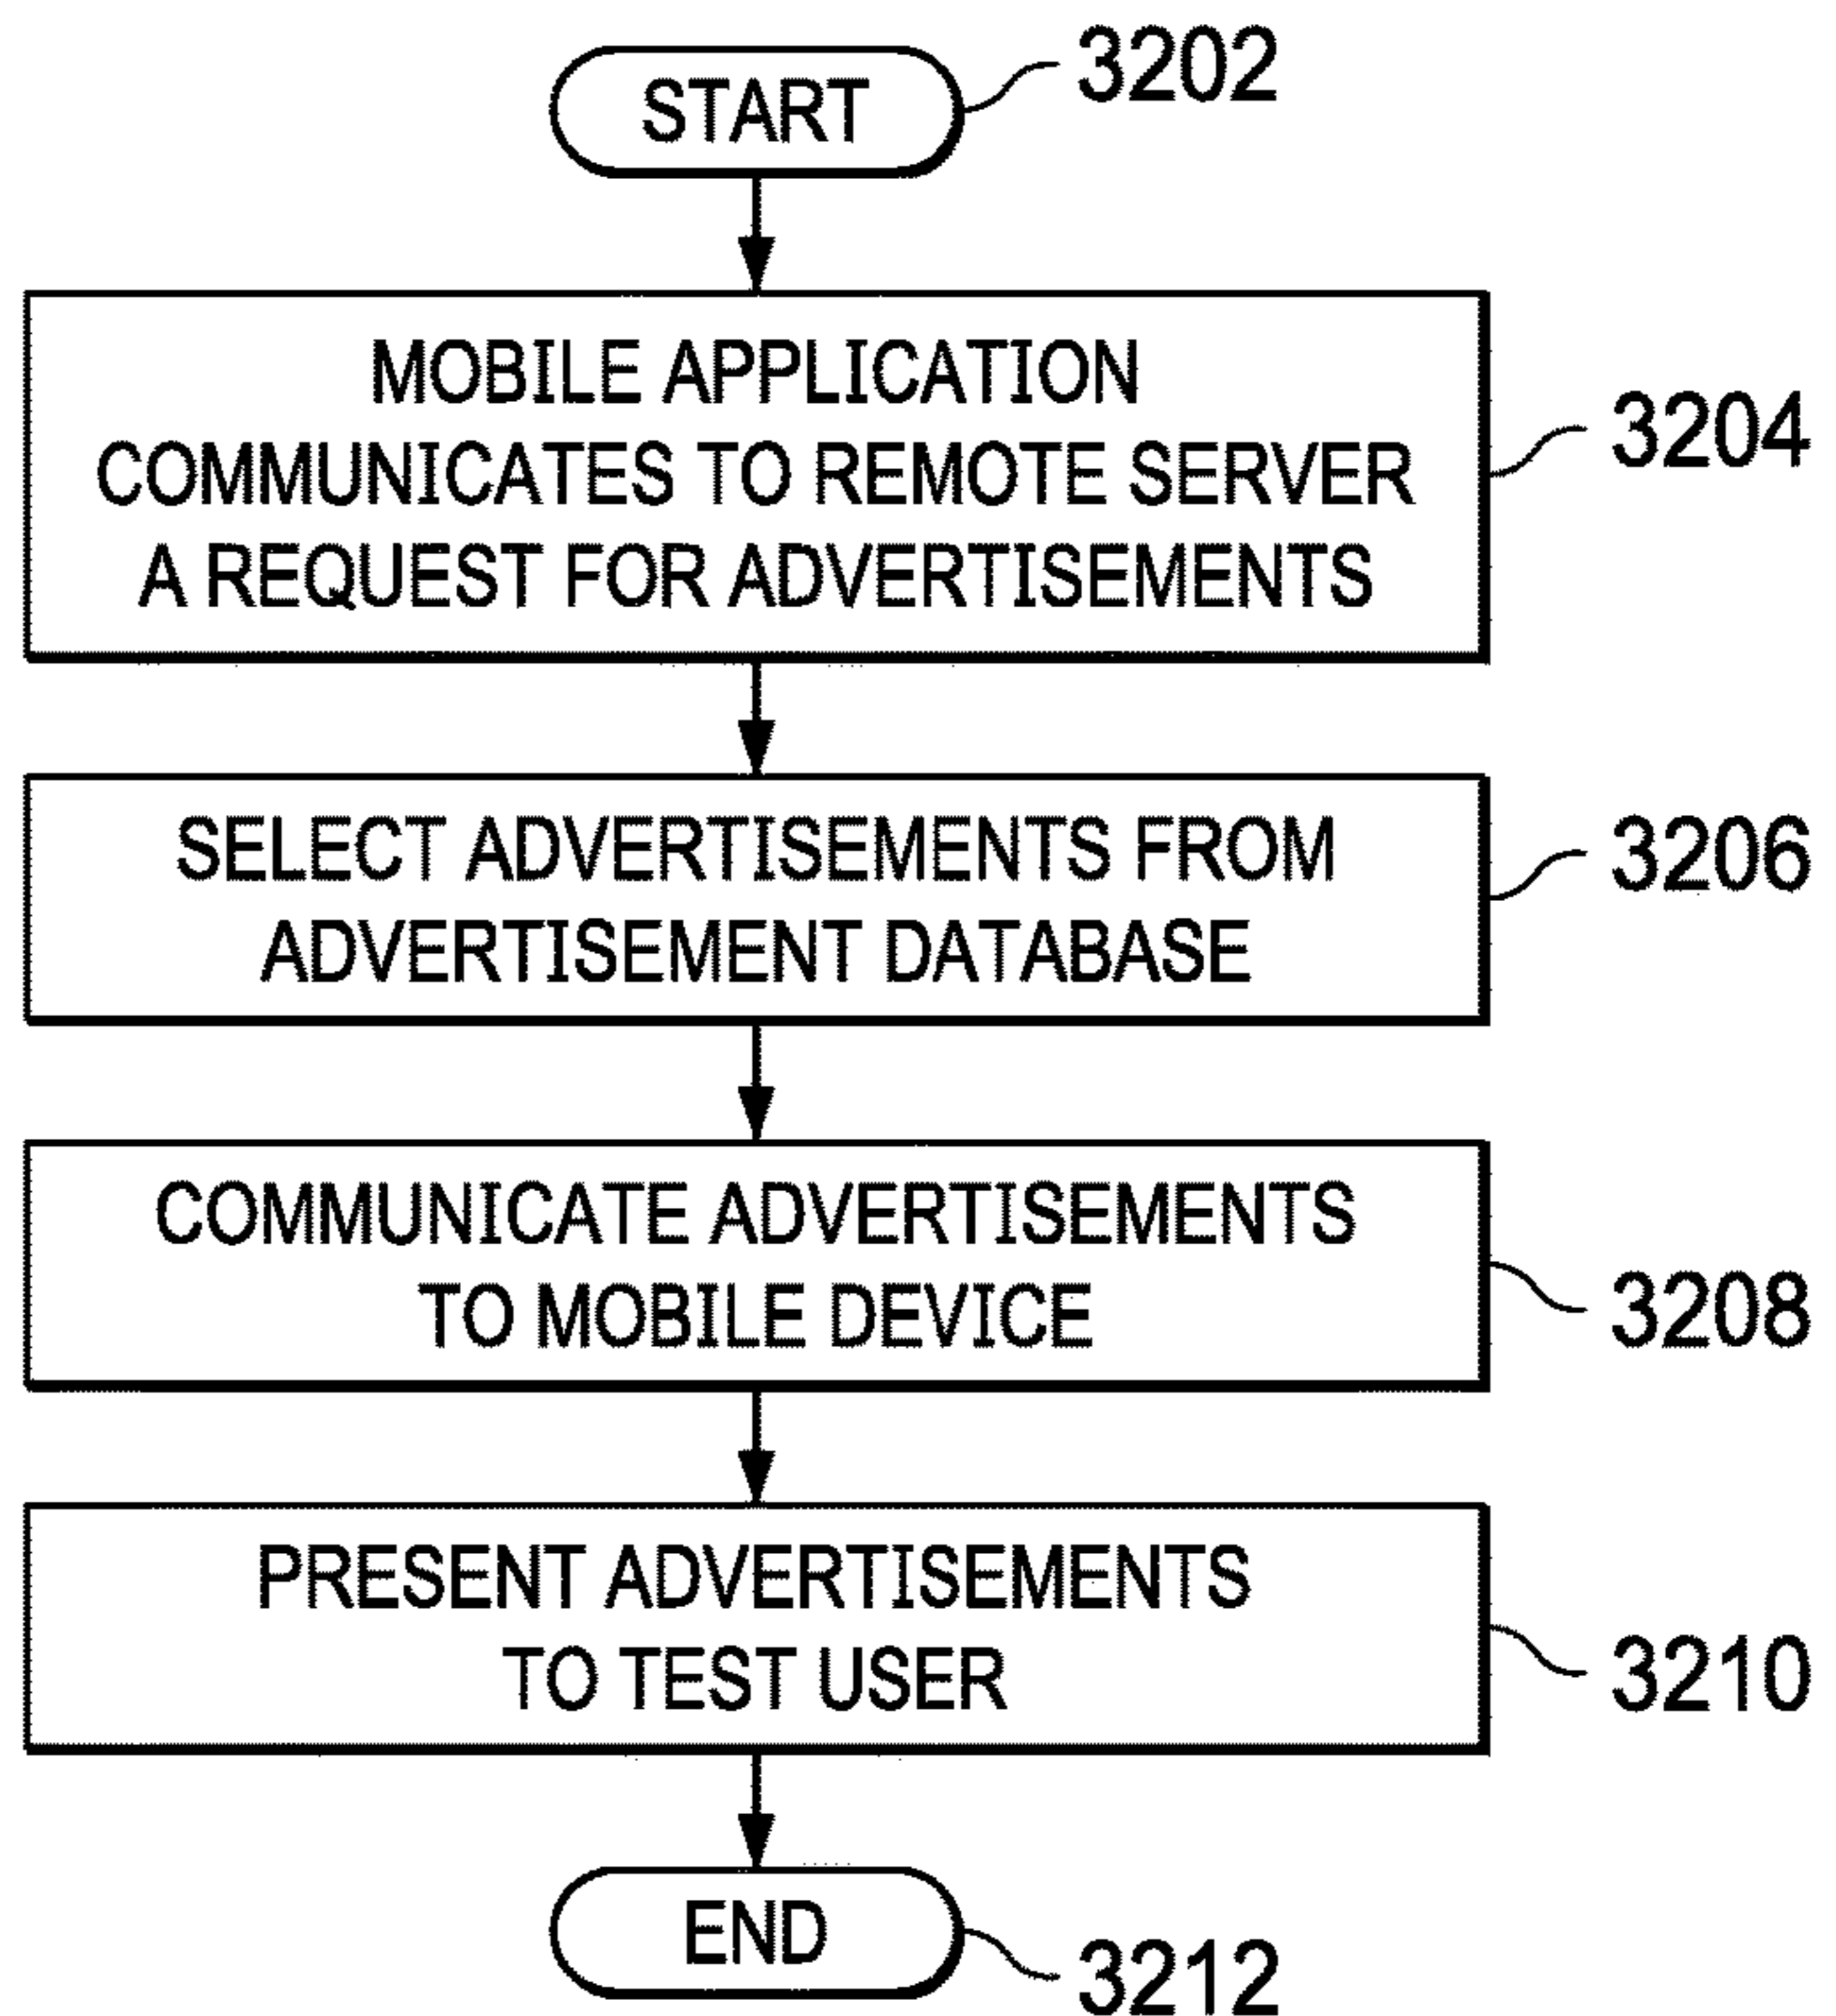 START
3202
MOBILE APPLICATION
COMMUNICATES TO REMOTE SERVER
A REQUEST FOR ADVERTISEMENTS
3204
SELECT ADVERTISEMENTS FROM
ADVERTISEMENT DATABASE
3206
COMMUNICATE ADVERTISEMENTS
TO MOBILE DEVICE
3208
PRESENT ADVERTISEMENTS
TO TEST USER
3210
END
3212